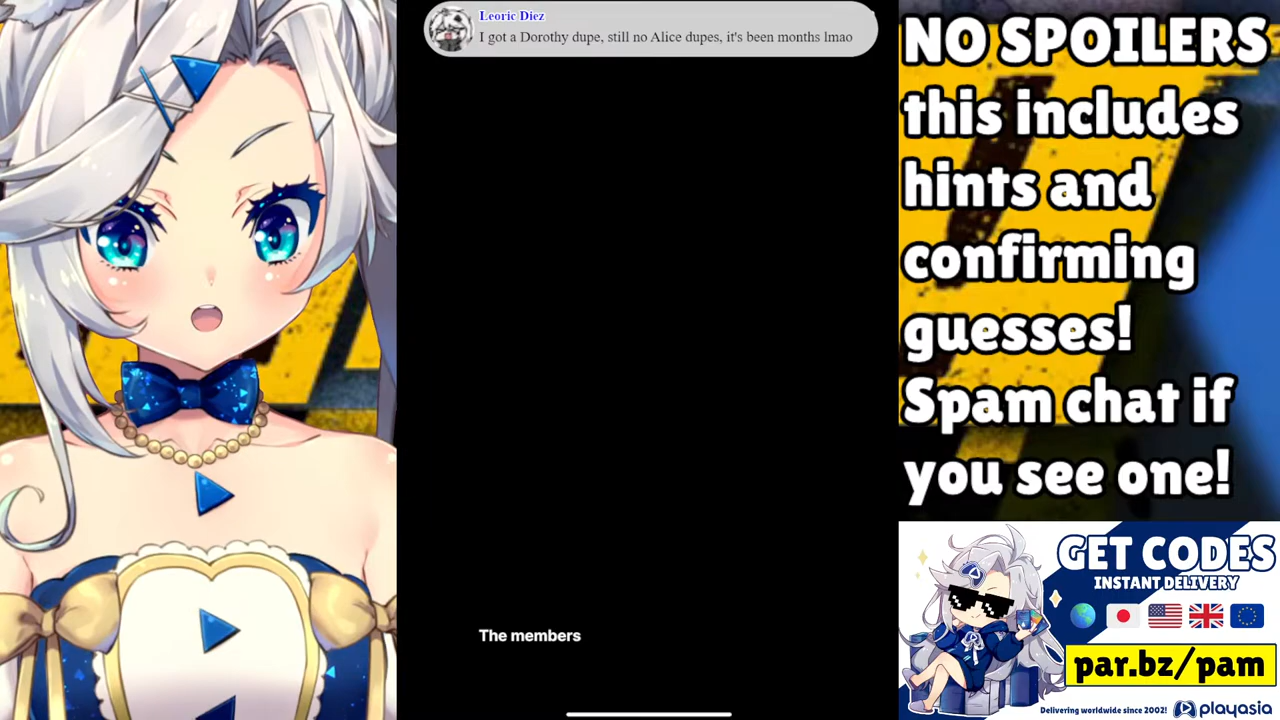 Leoric Diez
I got a Dorothy dupe, still no Alice dupes, it's been months lmao
The members
NO SPOILERS
this includes
hints and
confirming
guesses!
Spam chat if
you see one!
GET CODES
INSTANT DELIVERY
par.bz/pam
Delivering worldwide since 2002!
playasia